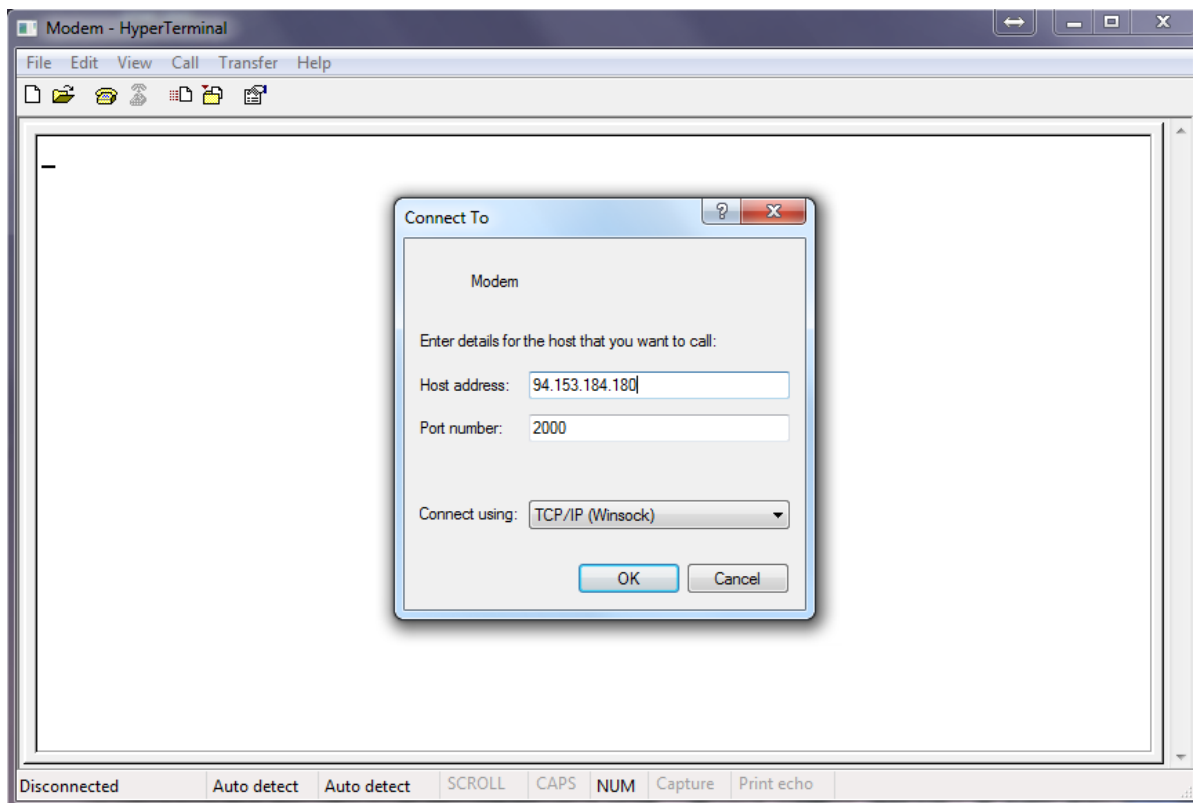 Modem - HyperTerminal
File Edit View Call Transfer Help
Connect To
Modem
Enter details for the host that you want to call:
Host address: 94.153.184.180
Port number: 2000
Connect using: TCP/IP (Winsock)
OK Cancel
Disconnected Auto detect Auto detect SCROLL CAPS NUM Capture Print echo